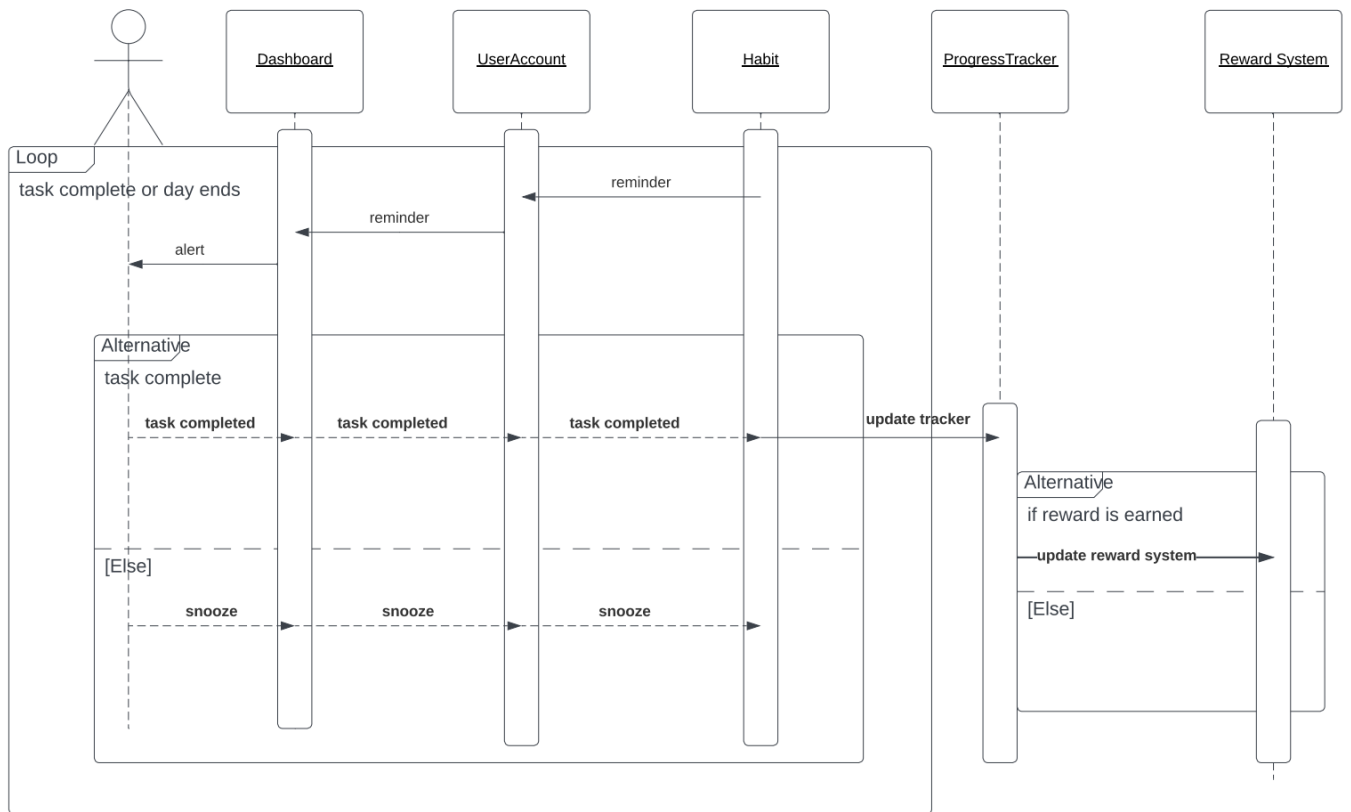 Dashboard
UserAccount
Habit
ProgressTracker
Reward System
Loop
task complete or day ends
reminder
reminder
alert
Alternative
task complete
task completed
task completed
task completed
update tracker
Alternative
if reward is earned
update reward system
[Else]
[Else]
snooze
snooze
snooze